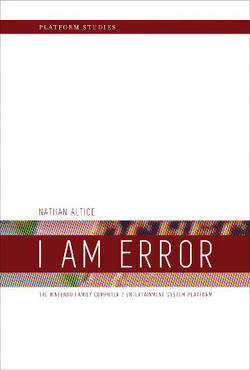 PLATFORM STUDIES
NATHAN ALTICE
I AM ERROR
THE NINTENDO FAMILY COMPUTER / ENTERTAINMENT SYSTEM PLATFORM